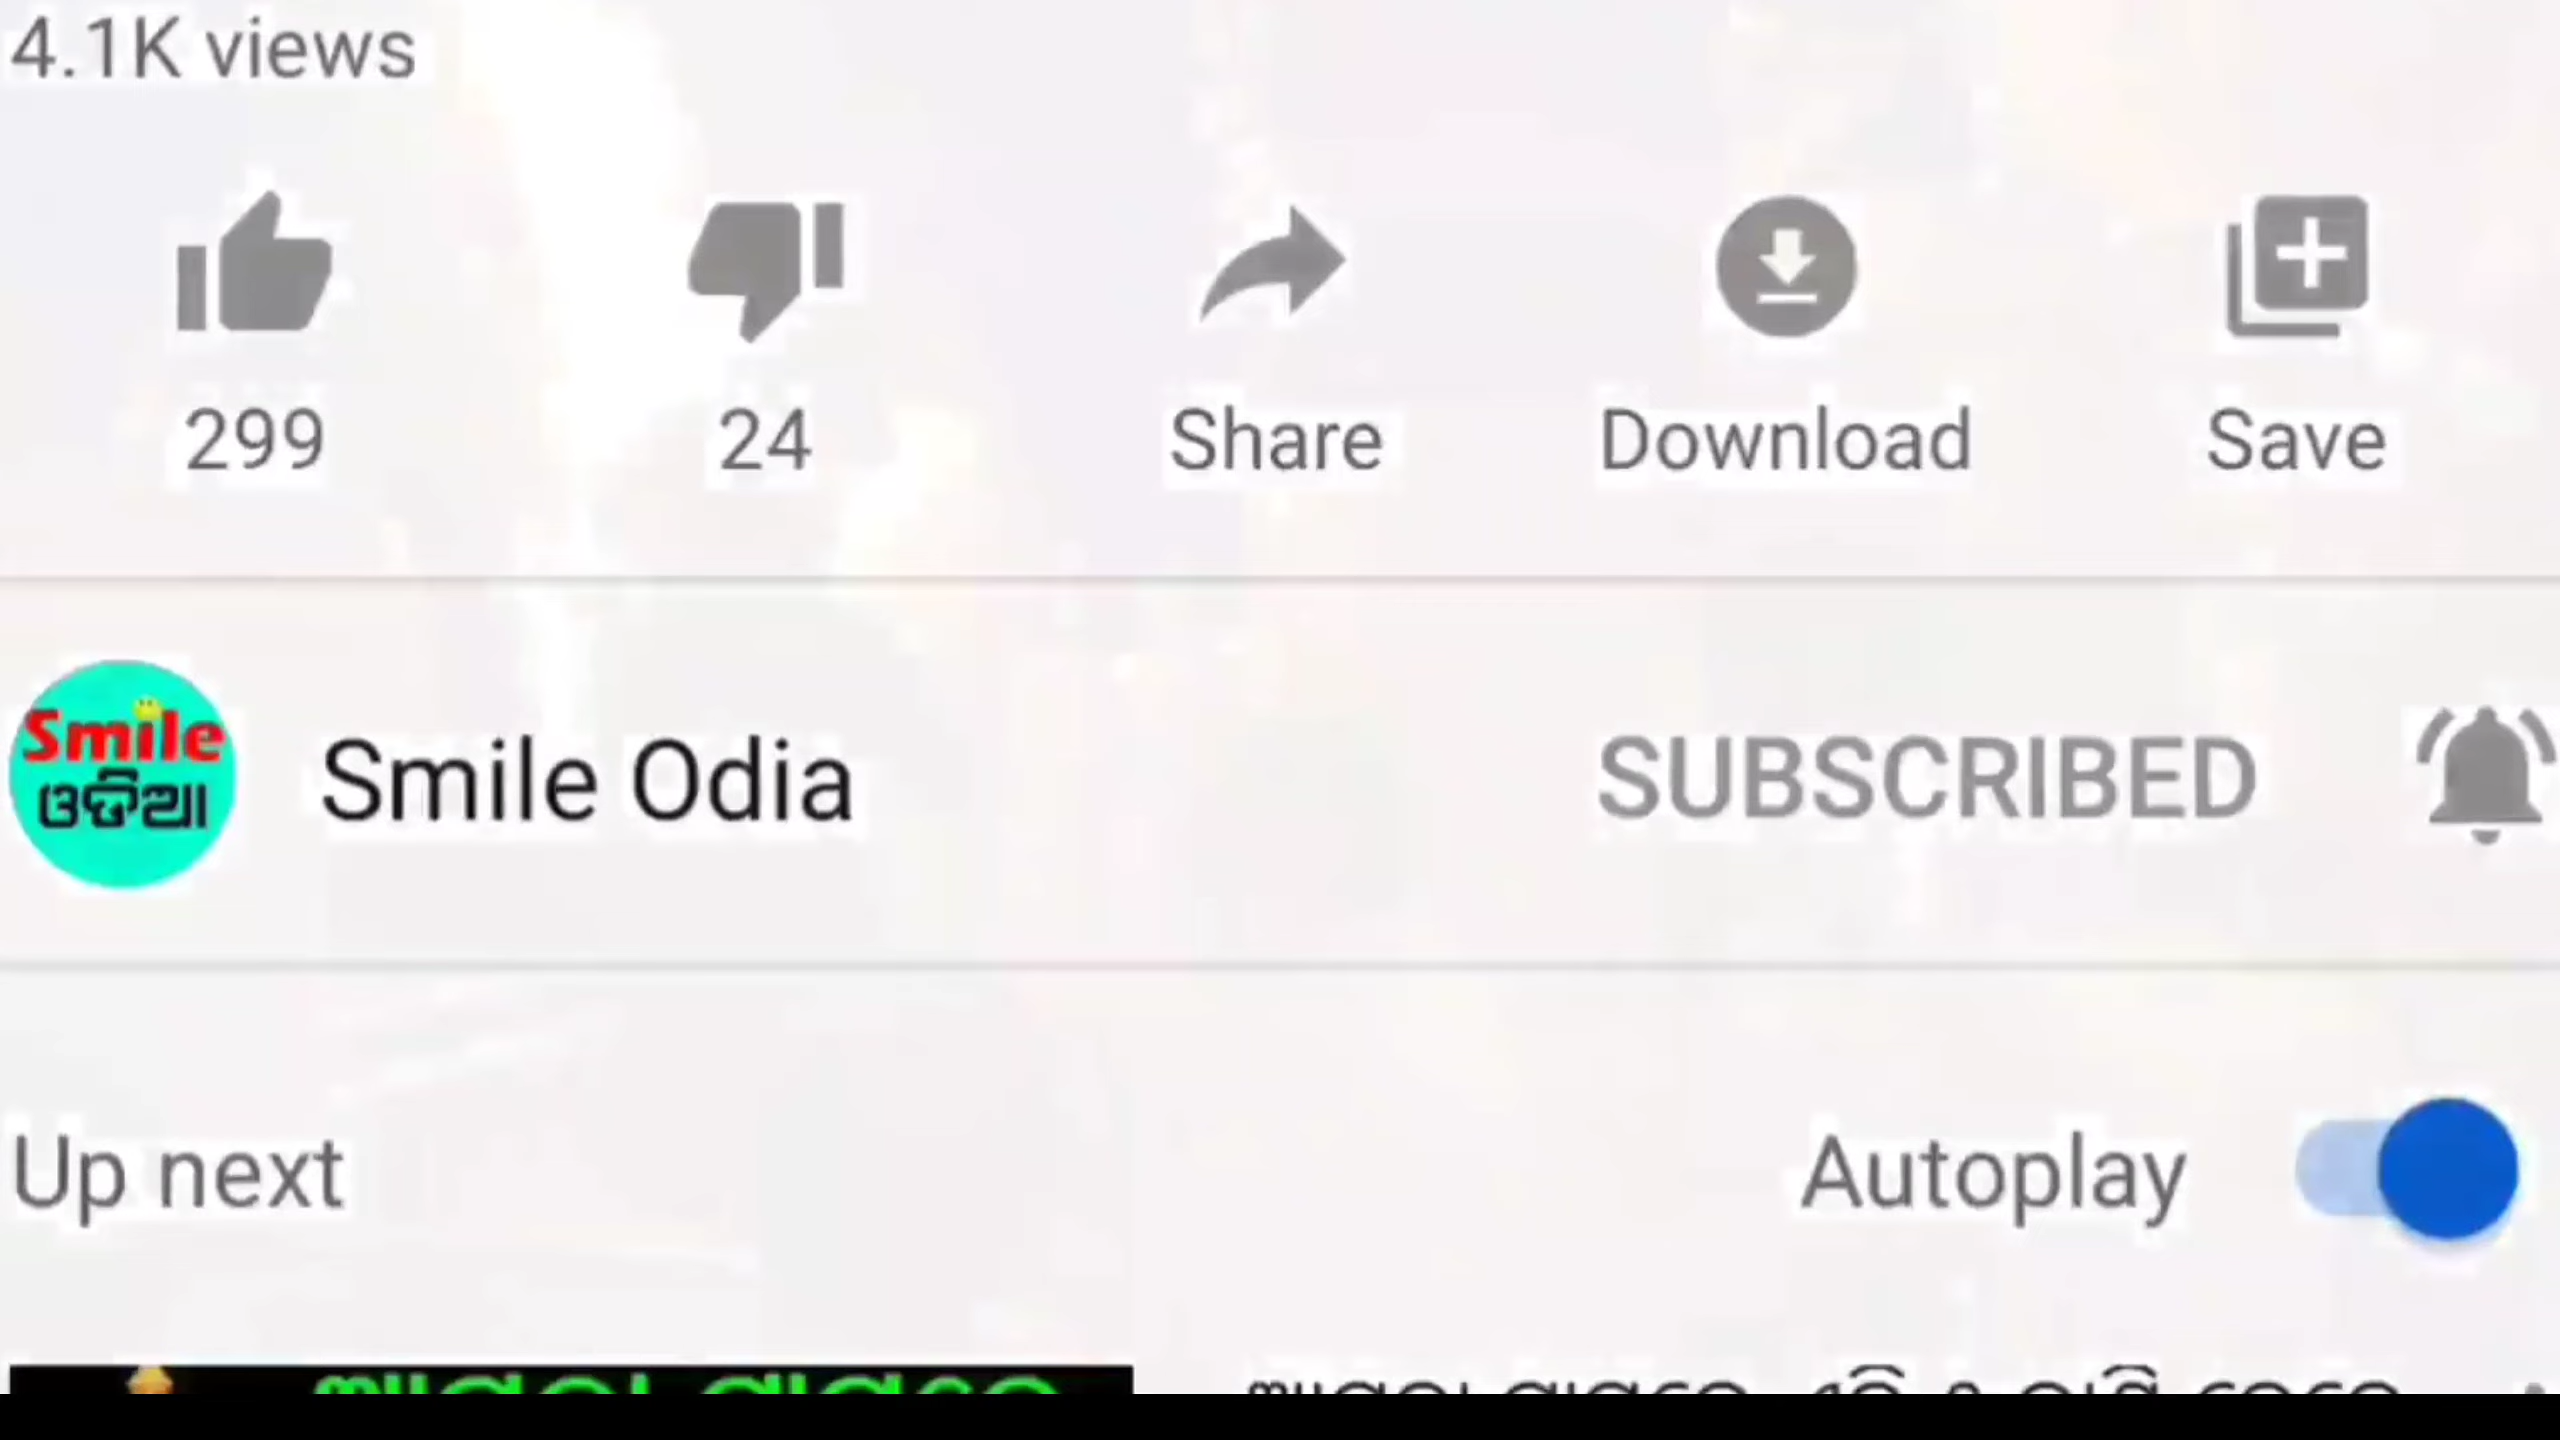 4.1K views
299 24 Share Download Save
Smile
ଓଡିଆ
Smile Odia SUBSCRIBED
Up next Autoplay